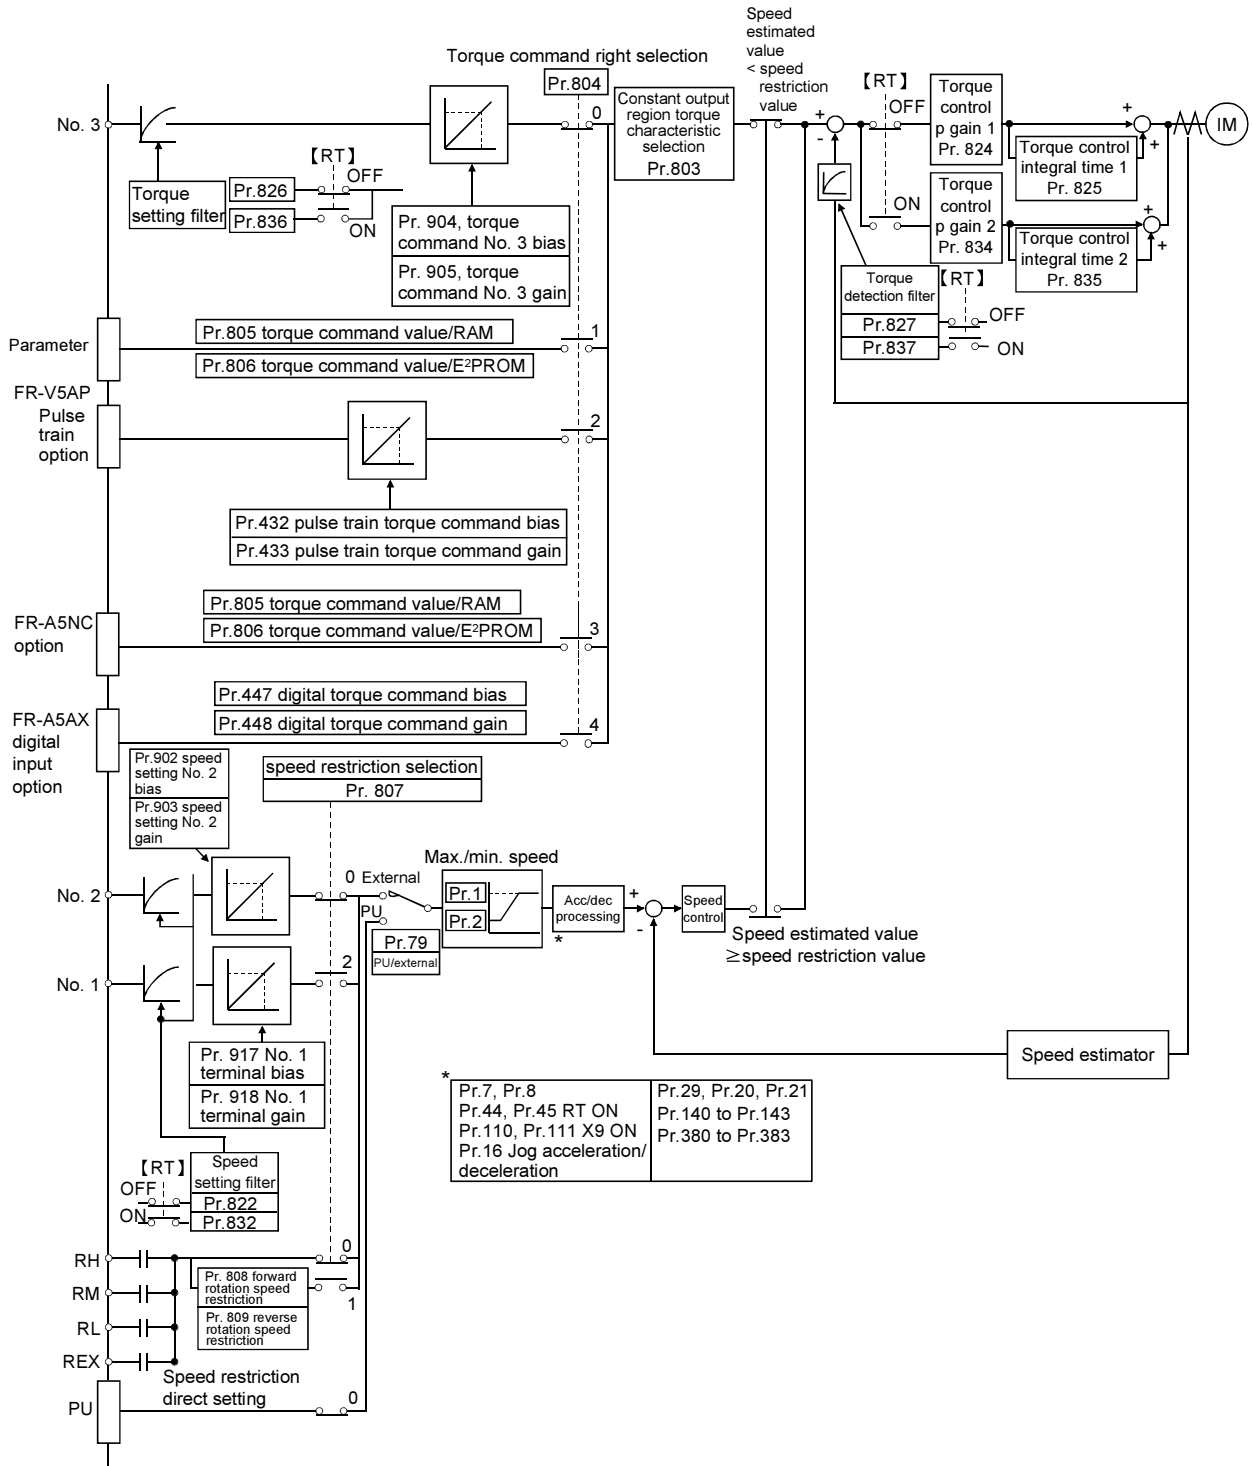 Torque command right selection
Pr.804
Speed
estimated
value
< speed
restriction
value
No. 3
0
Constant output
region torque
characteristic
selection
Pr.803
+
-
【RT】
OFF
ON
Torque
control
p gain 1
Pr. 824
Torque control
integral time 1
Pr. 825
+
+
IM
Torque
control
p gain 2
Pr. 834
Torque control
integral time 2
Pr. 835
+
+
Torque
setting filter
Pr.826
Pr.836
【RT】
OFF
ON
Pr. 904, torque
command No. 3 bias
Pr. 905, torque
command No. 3 gain
Torque
detection filter
Pr.827
Pr.837
【RT】
OFF
ON
Parameter
Pr.805 torque command value/RAM
Pr.806 torque command value/E²PROM
1
FR-V5AP
Pulse
train
option
2
Pr.432 pulse train torque command bias
Pr.433 pulse train torque command gain
FR-A5NC
option
Pr.805 torque command value/RAM
Pr.806 torque command value/E²PROM
3
FR-A5AX
digital
input
option
Pr.447 digital torque command bias
Pr.448 digital torque command gain
4
Pr.902 speed
setting No. 2
bias
Pr.903 speed
setting No. 2
gain
speed restriction selection
Pr. 807
No. 2
0
External
PU
Pr.79
PU/external
Max./min. speed
Pr.1
Pr.2
Acc/dec
processing
*
+
-
Speed
control
Speed estimated value
≥speed restriction value
No. 1
2
Pr. 917 No. 1
terminal bias
Pr. 918 No. 1
terminal gain
Speed estimator
*
Pr.7, Pr.8
Pr.44, Pr.45 RT ON
Pr.110, Pr.111 X9 ON
Pr.16 Jog acceleration/
deceleration
Pr.29, Pr.20, Pr.21
Pr.140 to Pr.143
Pr.380 to Pr.383
【RT】
OFF
ON
Speed
setting filter
Pr.822
Pr.832
RH
RM
RL
REX
0
Pr. 808 forward
rotation speed
restriction
Pr. 809 reverse
rotation speed
restriction
1
Speed restriction
direct setting
PU
0